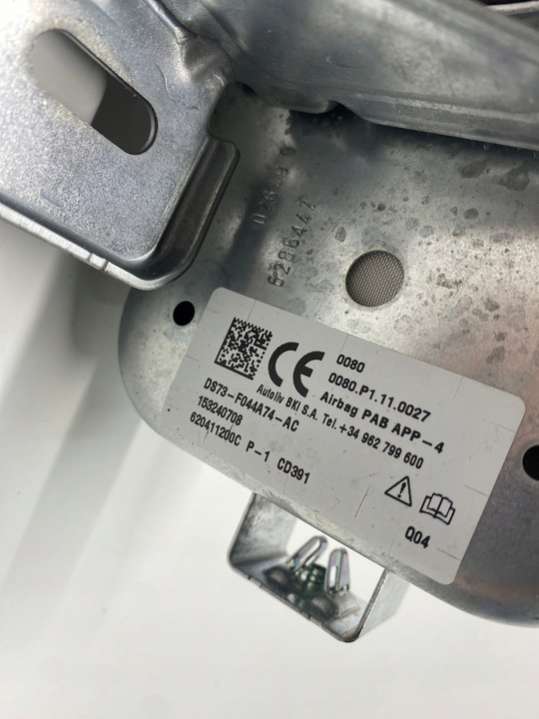 6286447
CE
0080
0080.P1.11.0027
Airbag PAB APP-4
Autoliv BKI S.A. Tel. +34 962 799 600
DS73-F044A74-AC
153240708
620411200C P-1 CD391
Q04